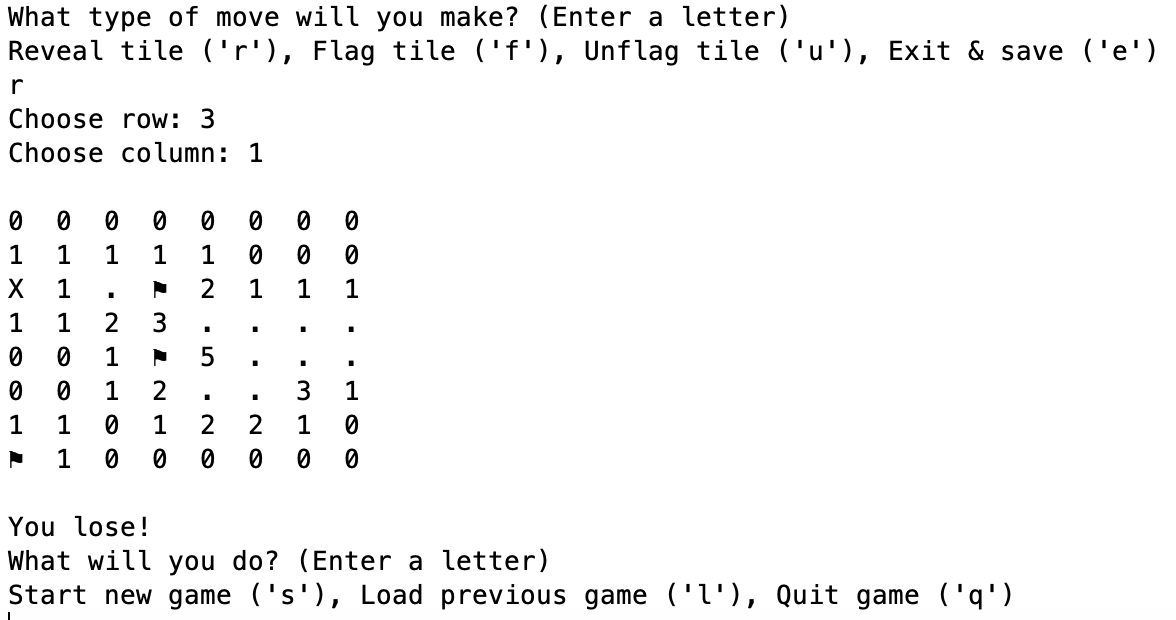 What type of move will you make? (Enter a letter)
Reveal tile ('r'), Flag tile ('f'), Unflag tile ('u'), Exit & save ('e')
r
Choose row: 3
Choose column: 1
0 0 0 0 0 0 0 0
1 1 1 1 1 0 0 0
X 1 . ⚑ 2 1 1 1
1 1 2 3 . . . .
0 0 1 ⚑ 5 . . .
0 0 1 2 . . 3 1
1 1 0 1 2 2 1 0
⚑ 1 0 0 0 0 0 0
You lose!
What will you do? (Enter a letter)
Start new game ('s'), Load previous game ('l'), Quit game ('q')